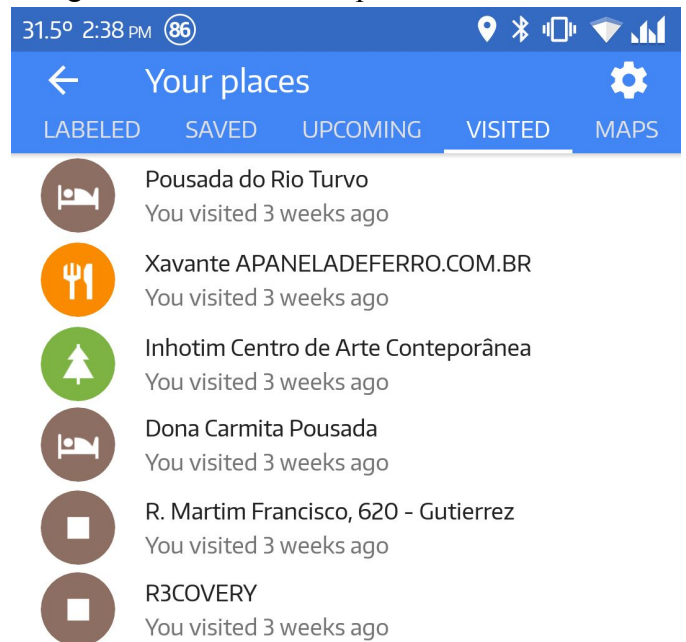 31.5º 2:38 PM 86
Your places
LABELED SAVED UPCOMING VISITED MAPS
Pousada do Rio Turvo
You visited 3 weeks ago
Xavante APANELADEFERRO.COM.BR
You visited 3 weeks ago
Inhotim Centro de Arte Conteporânea
You visited 3 weeks ago
Dona Carmita Pousada
You visited 3 weeks ago
R. Martim Francisco, 620 - Gutierrez
You visited 3 weeks ago
R3COVERY
You visited 3 weeks ago